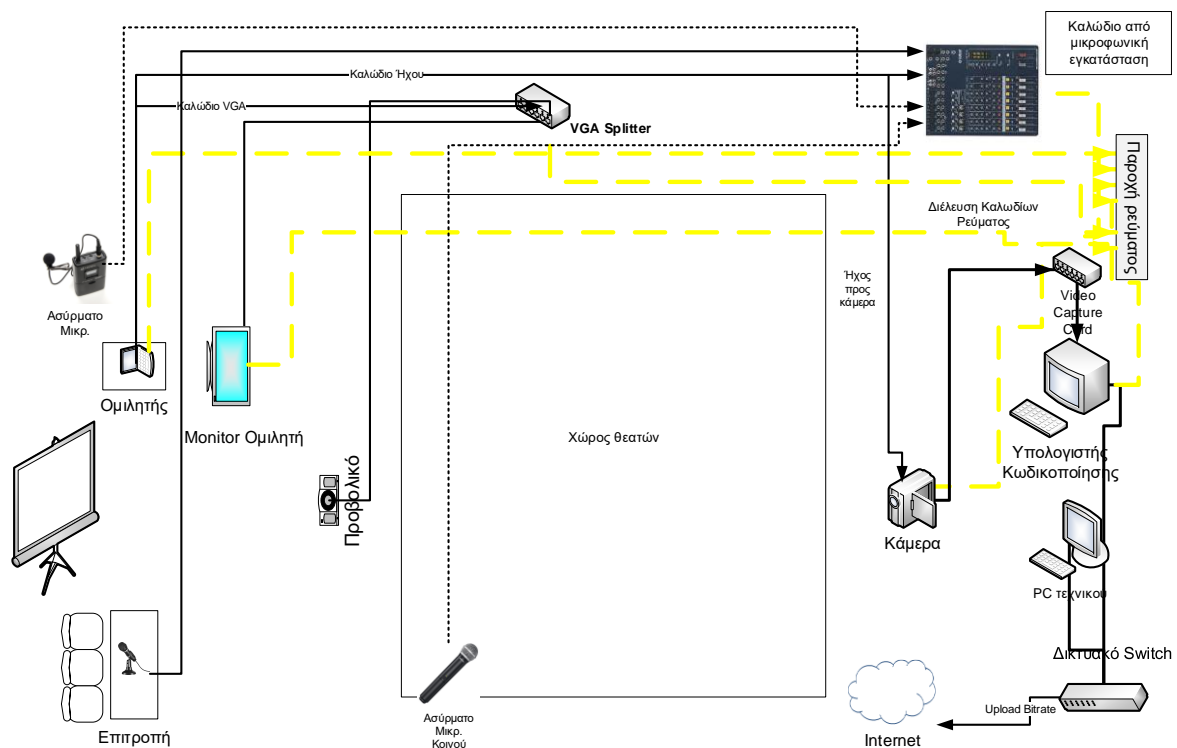 Καλώδιο από
μικροφωνική
εγκατάσταση
Καλώδιο Ήχου
Καλώδιο VGA
VGA Splitter
Παροχή ρεύματος
Διέλευση Καλωδίων
Ρεύματος
Ήχος
προς
κάμερα
Video
Capture
Card
Ασύρματο
Μικρ.
Ομιλητής
Monitor Ομιλητή
Χώρος θεατών
Υπολογιστής
Κωδικοποίησης
Προβολικό
Κάμερα
PC τεχνικού
Δικτυακό Switch
Upload Bitrate
Internet
Ασύρματο
Μικρ.
Κοινού
Επιτροπή